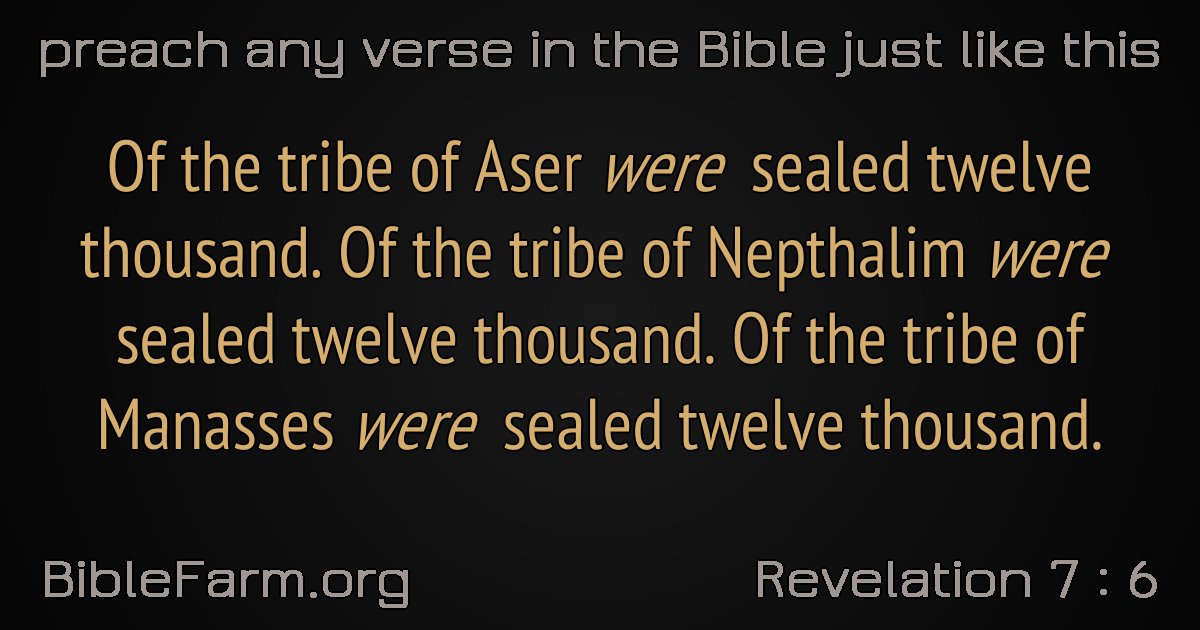 preach any verse in the Bible just like this
Of the tribe of Aser were sealed twelve
thousand. Of the tribe of Nepthalim were
sealed twelve thousand. Of the tribe of
Manasses were sealed twelve thousand.
BibleFarm.org
Revelation 7 : 6